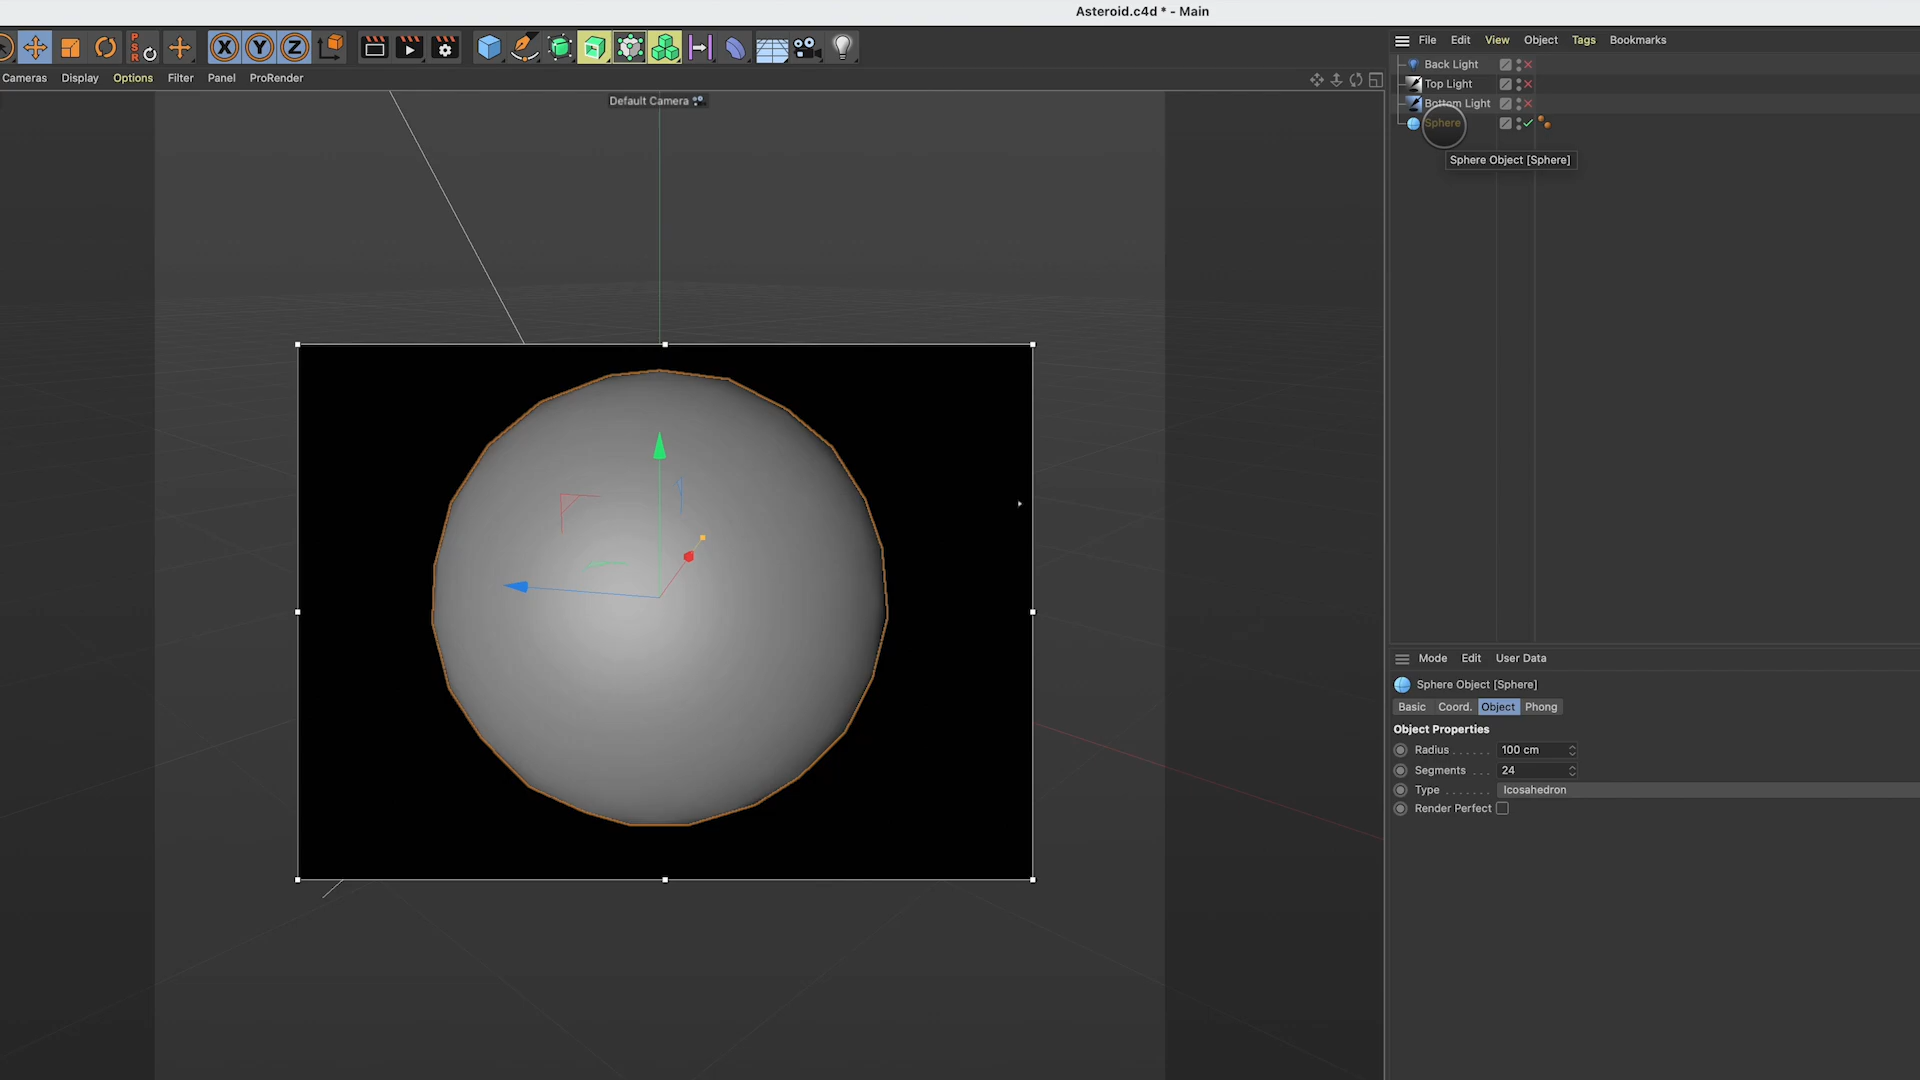 Asteroid.c4d * - Main
X Y Z
PSR
File Edit View Object Tags Bookmarks
Cameras Display Options Filter Panel ProRender
Default Camera
Back Light
Top Light
Bottom Light
Sphere
Sphere Object [Sphere]
Mode Edit User Data
Sphere Object [Sphere]
Basic Coord. Object Phong
Object Properties
Radius . . . . . . 100 cm
Segments . . . 24
Type . . . . . . . Icosahedron
Render Perfect